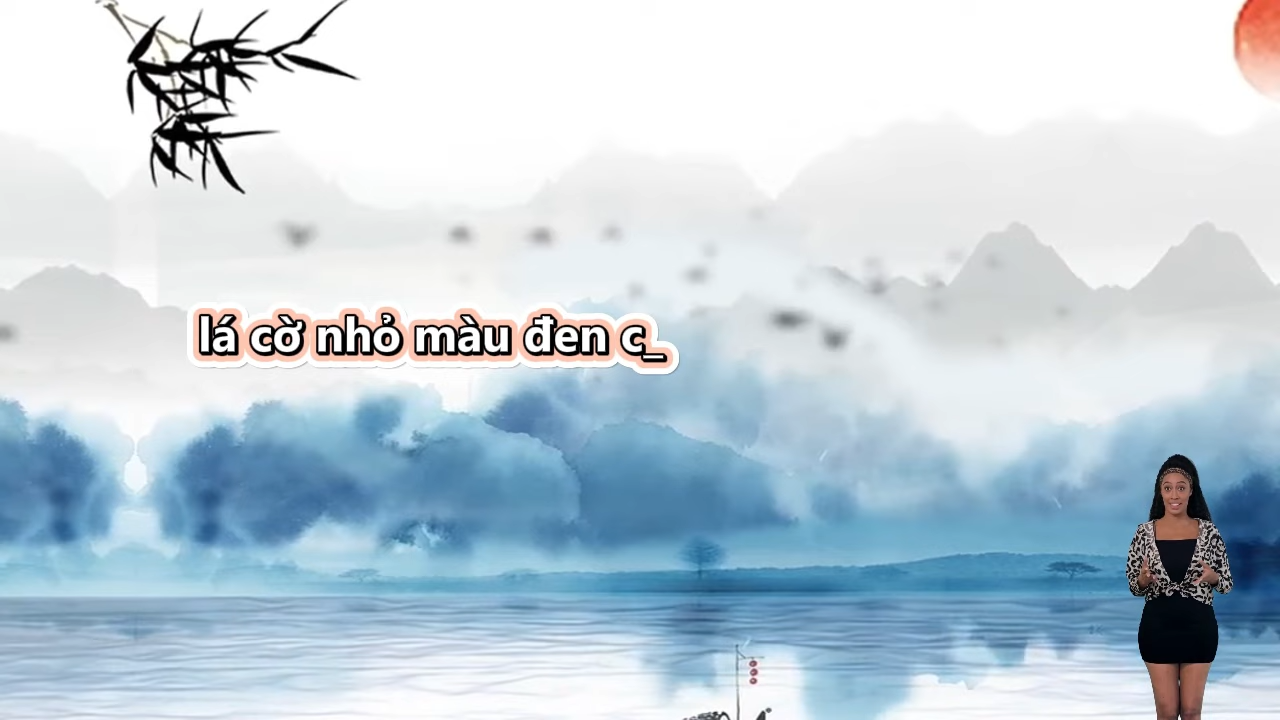 lá cờ nhỏ màu đen c_